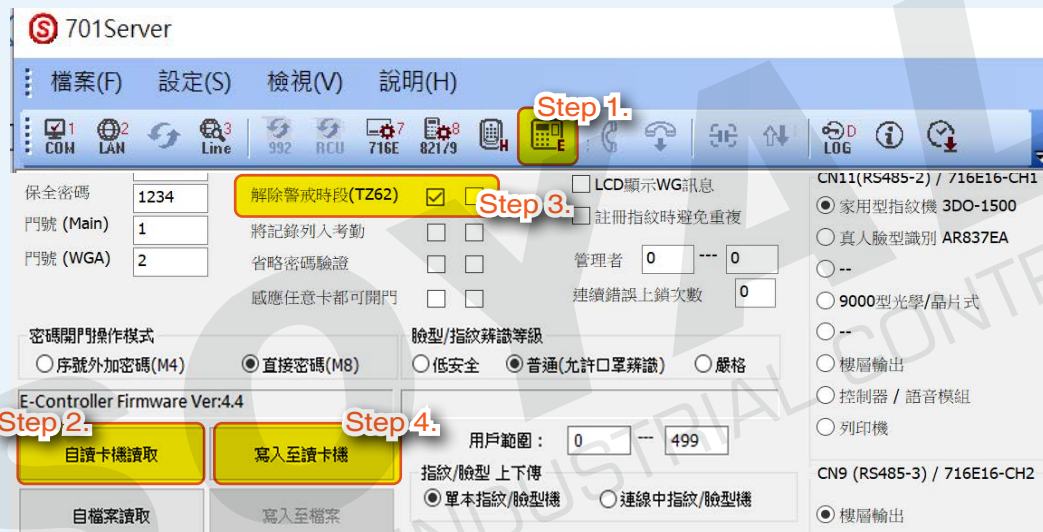 701Server
檔案(F) 設定(S) 檢視(V) 說明(H)
Step 1.
1 COM 2 LAN 3 Line 992 RCU 7 716E 8 821/9 H E D LOG
保全密碼 1234
門號 (Main) 1
門號 (WGA) 2
解除警戒時段(TZ62)
Step 3.
將記錄列入考勤
省略密碼驗證
感應任意卡都可開門
LCD顯示WG訊息
註冊指紋時避免重複
管理者 0 --- 0
連續錯誤上鎖次數 0
CN11(RS485-2) / 716E16-CH1
家用型指紋機 3DO-1500
真人臉型識別 AR837EA
--
9000型光學/晶片式
--
樓層輸出
控制器 / 語音模組
列印機
密碼開門操作模式
序號外加密碼(M4) 直接密碼(M8)
臉型/指紋辨識等級
低安全 普通(允許口罩辨識) 嚴格
E-Controller Firmware Ver:4.4
Step 2.
自讀卡機讀取
Step 4.
寫入至讀卡機
自檔案讀取 寫入至檔案
用戶範圍： 0 --- 499
指紋/臉型 上下傳
單本指紋/臉型機 連線中指紋/臉型機
CN9 (RS485-3) / 716E16-CH2
樓層輸出
SOYAL
INDUSTRIAL CONTE